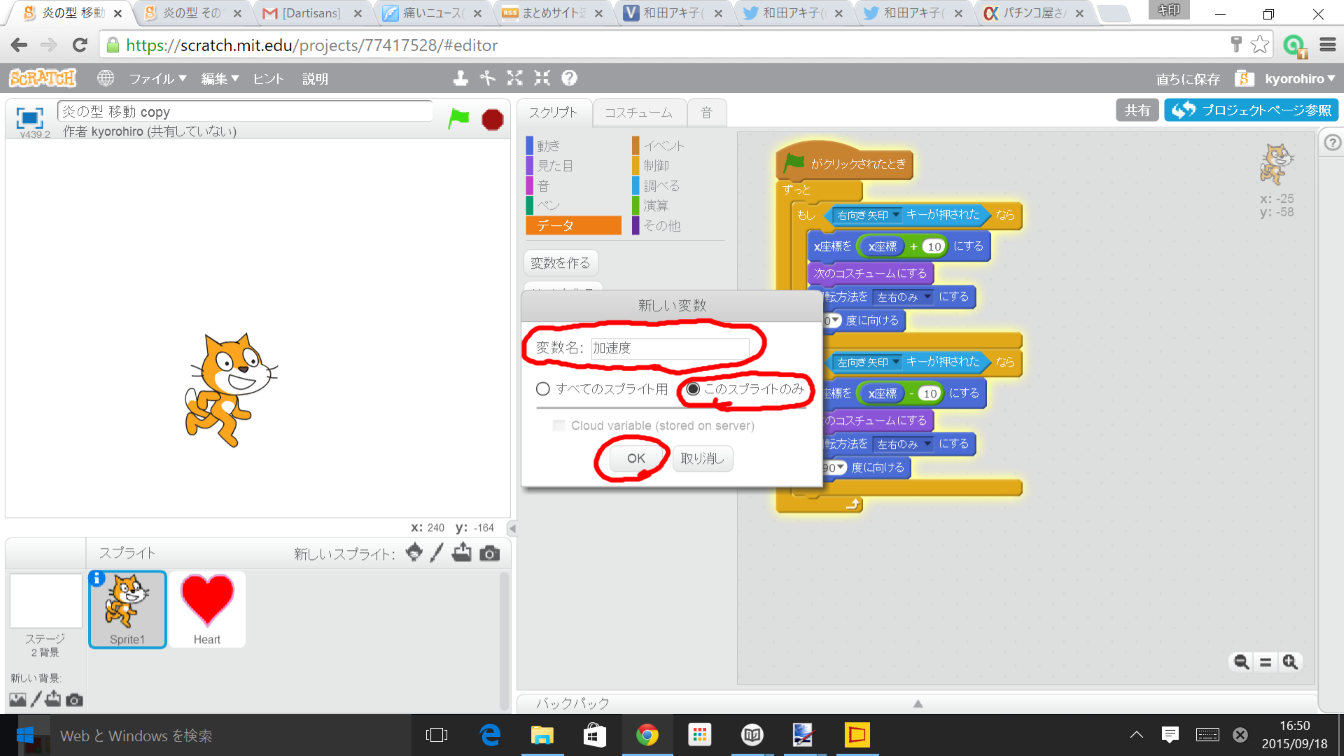 炎の型 移動
炎の型 その
[Dartisans]
痛いニュース(
まとめサイト速
和田アキ子(
和田アキ子(
和田アキ子(
パチンコ屋さ
キ印
https://scratch.mit.edu/projects/77417528/#editor
SCRATCH
ファイル▼
編集▼
ヒント
説明
直ちに保存
kyorohiro▼
v439.2
炎の型 移動 copy
作者 kyorohiro (共有していない)
スクリプト
コスチューム
音
共有
プロジェクトページ参照
動き
イベント
見た目
制御
音
調べる
ペン
演算
データ
その他
変数を作る
がクリックされたとき
ずっと
もし 右向き矢印▼ キーが押された なら
x座標を x座標 + 10 にする
次のコスチュームにする
転方法を 左右のみ▼ にする
0▼ 度に向ける
左向き矢印▼ キーが押された なら
座標を x座標 - 10 にする
のコスチュームにする
転方法を 左右のみ▼ にする
90▼ 度に向ける
x: -25
y: -58
新しい変数
変数名: 加速度
すべてのスプライト用
このスプライトのみ
Cloud variable (stored on server)
OK
取り消し
x: 240 y: -164
スプライト
新しいスプライト:
Sprite1
Heart
ステージ
2 背景
新しい背景:
バックパック
Web と Windows を検索
16:50
2015/09/18